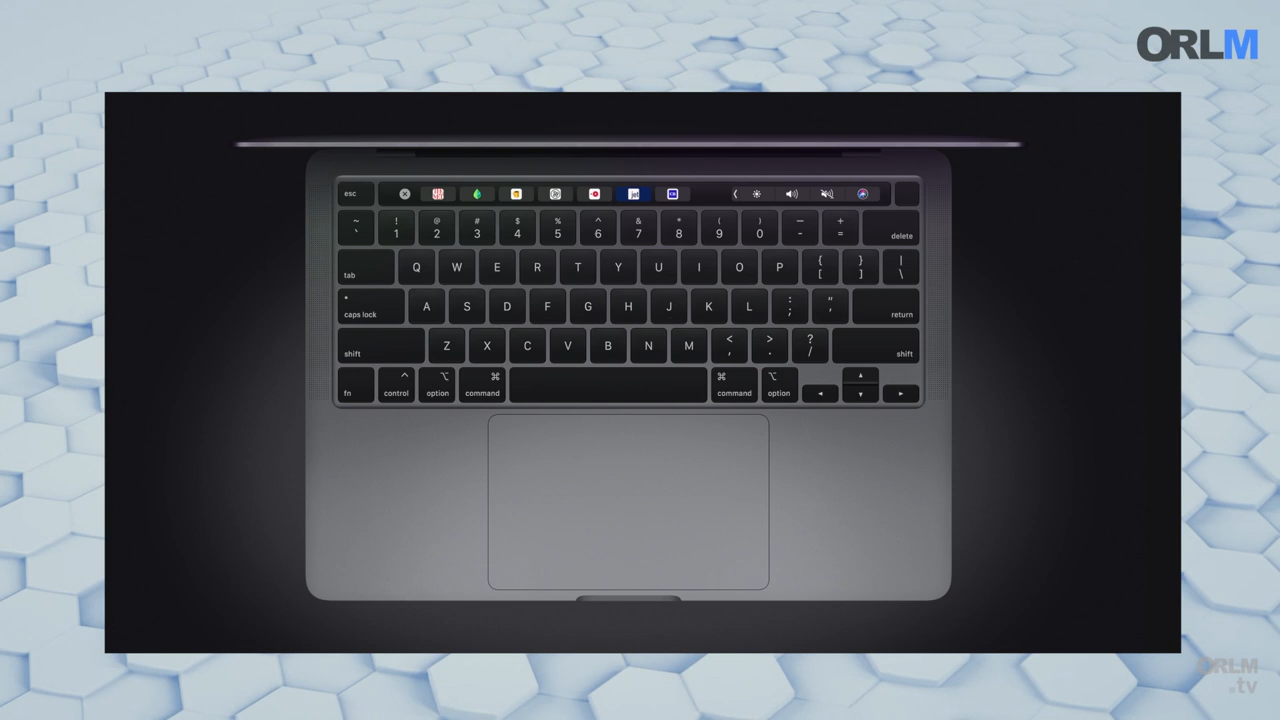 ORLM
esc jet
~ ! @ # $ % ^ & * ( ) — +
` 1 2 3 4 5 6 7 8 9 0 - = delete
tab Q W E R T Y U I O P { [ } ] | \
caps lock A S D F G H J K L : ; " ' return
shift Z X C V B N M < , > . ? / shift
fn control option command command option
ORLM
.tv